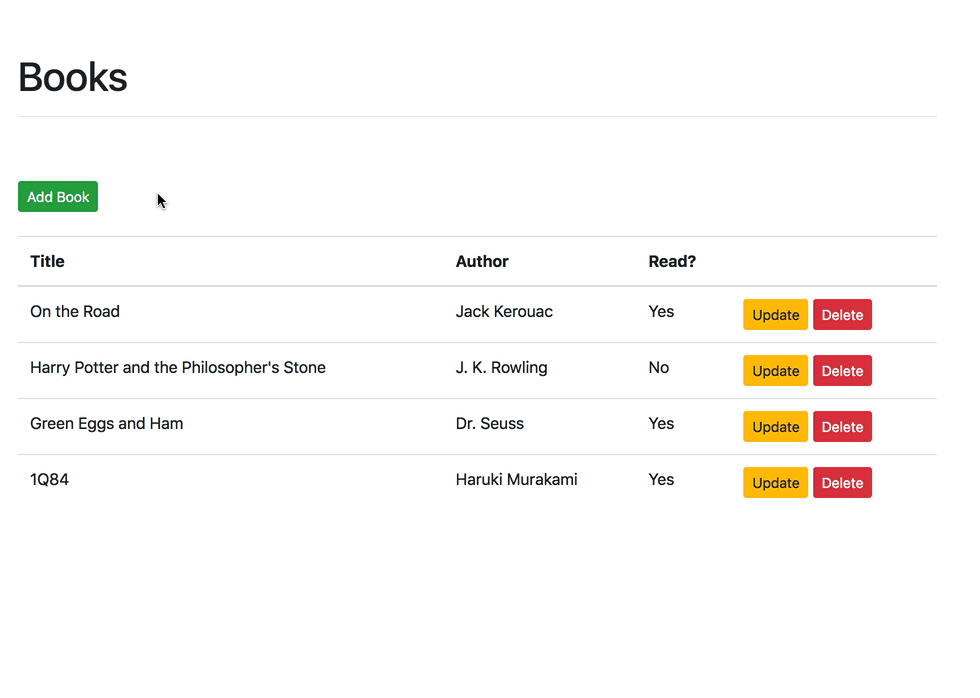 Books
Add Book
Title Author Read?
On the Road Jack Kerouac Yes Update Delete
Harry Potter and the Philosopher's Stone J. K. Rowling No Update Delete
Green Eggs and Ham Dr. Seuss Yes Update Delete
1Q84 Haruki Murakami Yes Update Delete